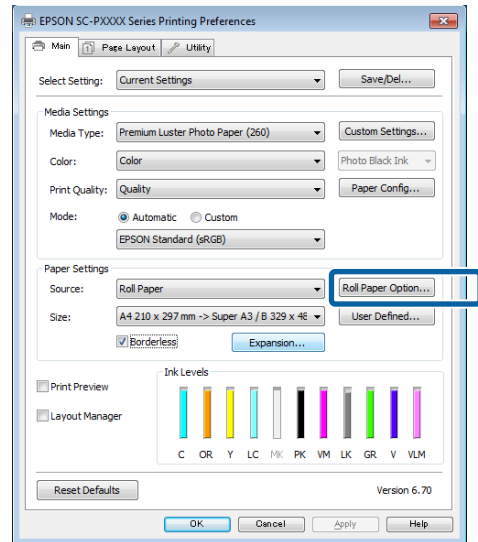 EPSON SC-PXXXX Series Printing Preferences
Main Page Layout Utility
Select Setting: Current Settings Save/Del...
Media Settings
Media Type: Premium Luster Photo Paper (260) Custom Settings...
Color: Color Photo Black Ink
Print Quality: Quality Paper Config...
Mode: Automatic Custom
EPSON Standard (sRGB)
Paper Settings
Source: Roll Paper Roll Paper Option...
Size: A4 210 x 297 mm -> Super A3 / B 329 x 48 User Defined...
Borderless Expansion...
Ink Levels
Print Preview
Layout Manager
C OR Y LC MK PK VM LK GR V VLM
Reset Defaults Version 6.70
OK Cancel Apply Help